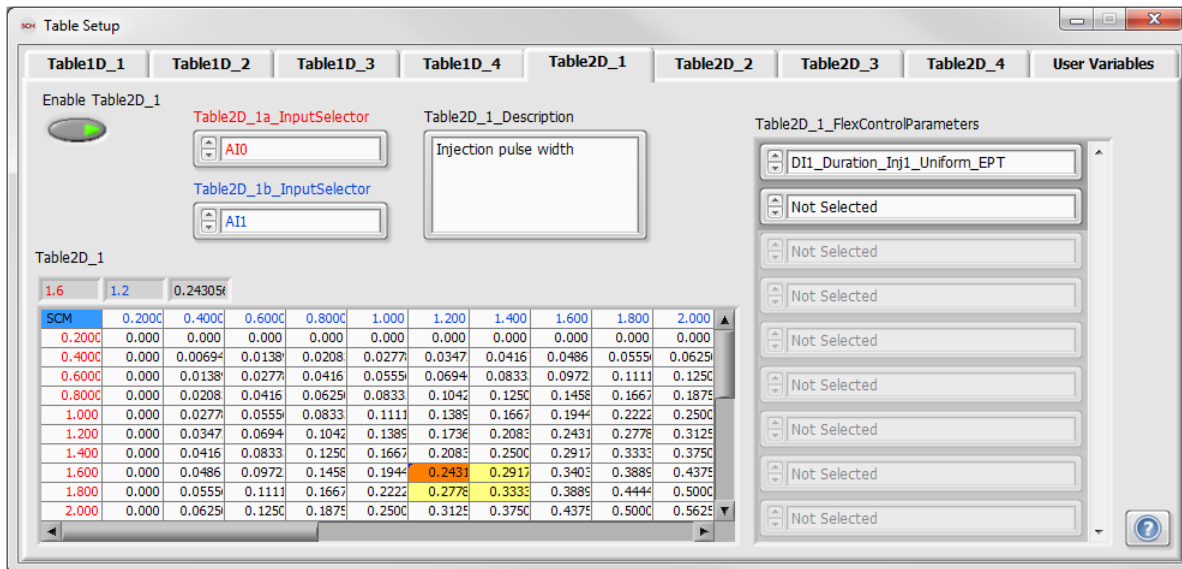 SCM Table Setup
Table1D_1 Table1D_2 Table1D_3 Table1D_4 Table2D_1 Table2D_2 Table2D_3 Table2D_4 User Variables
Enable Table2D_1
Table2D_1a_InputSelector
AI0
Table2D_1b_InputSelector
AI1
Table2D_1_Description
Injection pulse width
Table2D_1_FlexControlParameters
DI1_Duration_Inj1_Uniform_EPT
Not Selected
Not Selected
Not Selected
Not Selected
Not Selected
Not Selected
Not Selected
Not Selected
Table2D_1
1.6 1.2 0.243056
SCM 0.2000 0.4000 0.6000 0.8000 1.000 1.200 1.400 1.600 1.800 2.000
0.2000 0.000 0.000 0.000 0.000 0.000 0.000 0.000 0.000 0.000 0.000
0.4000 0.000 0.00694 0.0138 0.0208 0.0277 0.0347 0.0416 0.0486 0.0555 0.0625
0.6000 0.000 0.0138 0.0277 0.0416 0.0555 0.0694 0.0833 0.0972 0.1111 0.1250
0.8000 0.000 0.0208 0.0416 0.0625 0.0833 0.1042 0.1250 0.1458 0.1667 0.1875
1.000 0.000 0.0277 0.0555 0.0833 0.1111 0.1389 0.1667 0.1944 0.2222 0.2500
1.200 0.000 0.0347 0.0694 0.1042 0.1389 0.1736 0.2083 0.2431 0.2778 0.3125
1.400 0.000 0.0416 0.0833 0.1250 0.1667 0.2083 0.2500 0.2917 0.3333 0.3750
1.600 0.000 0.0486 0.0972 0.1458 0.1944 0.2431 0.2917 0.3403 0.3889 0.4375
1.800 0.000 0.0555 0.1111 0.1667 0.2222 0.2778 0.3333 0.3889 0.4444 0.5000
2.000 0.000 0.0625 0.1250 0.1875 0.2500 0.3125 0.3750 0.4375 0.5000 0.5625